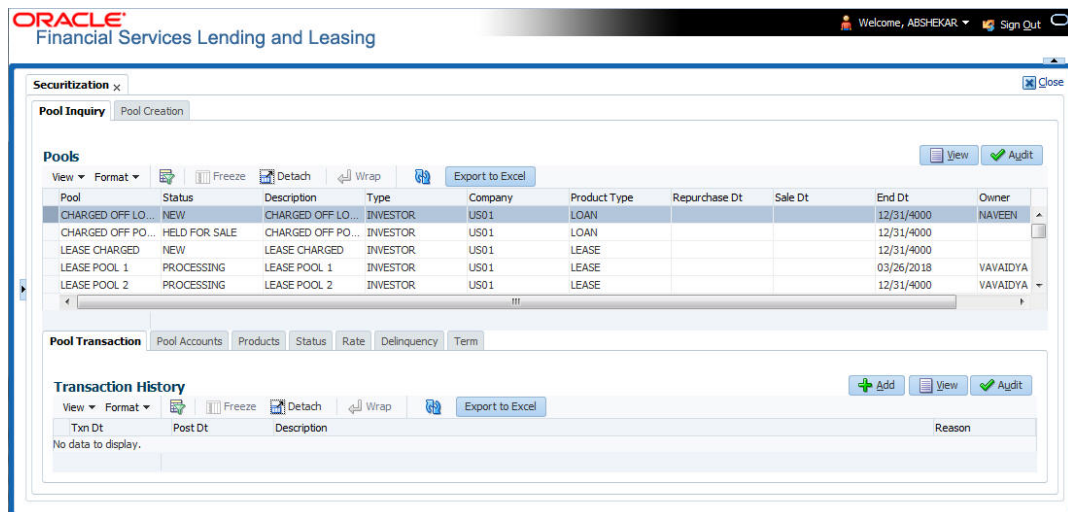 ORACLE
Financial Services Lending and Leasing
Welcome, ABSHEKAR Sign Out
Securitization x Close
Pool Inquiry Pool Creation
Pools View Audit
View Format Freeze Detach Wrap Export to Excel
Pool Status Description Type Company Product Type Repurchase Dt Sale Dt End Dt Owner
CHARGED OFF LO... NEW CHARGED OFF LO... INVESTOR US01 LOAN 12/31/4000 NAVEEN
CHARGED OFF PO... HELD FOR SALE CHARGED OFF PO... INVESTOR US01 LOAN 12/31/4000
LEASE CHARGED NEW LEASE CHARGED INVESTOR US01 LEASE 12/31/4000
LEASE POOL 1 PROCESSING LEASE POOL 1 INVESTOR US01 LEASE 03/26/2018 VAVAIDYA
LEASE POOL 2 PROCESSING LEASE POOL 2 INVESTOR US01 LEASE 12/31/4000 VAVAIDYA
Pool Transaction Pool Accounts Products Status Rate Delinquency Term
Transaction History Add View Audit
View Format Freeze Detach Wrap Export to Excel
Txn Dt Post Dt Description Reason
No data to display.